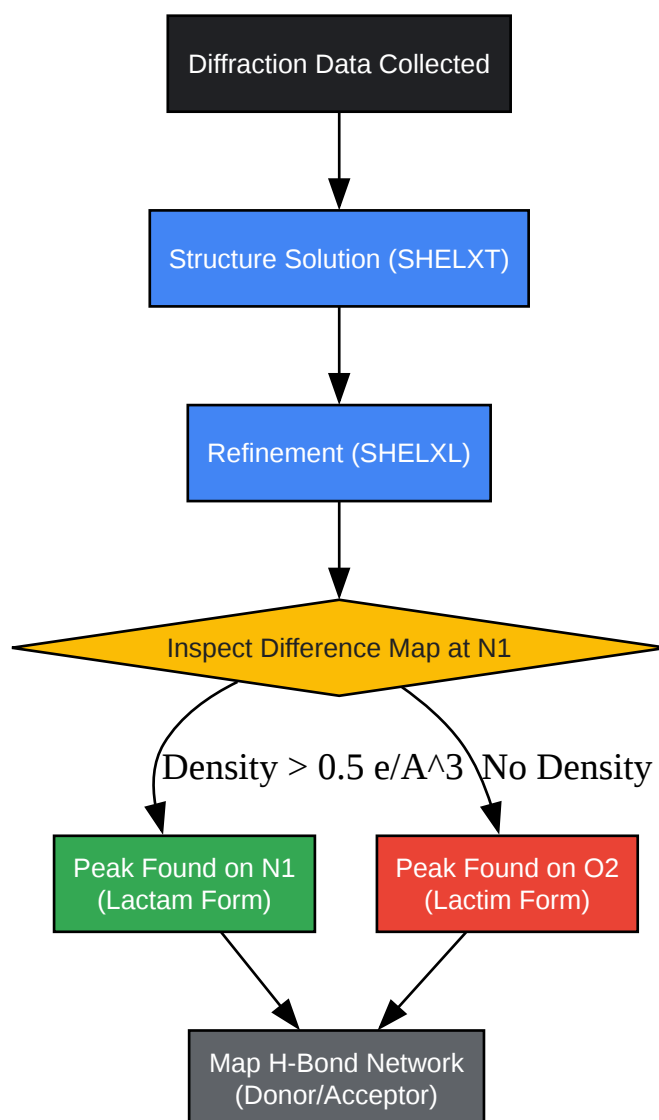 Diffraction Data Collected
Structure Solution (SHELXT)
Refinement (SHELXL)
Inspect Difference Map at N1
Density > 0.5 e/A^3
No Density
Peak Found on N1
(Lactam Form)
Peak Found on O2
(Lactim Form)
Map H-Bond Network
(Donor/Acceptor)